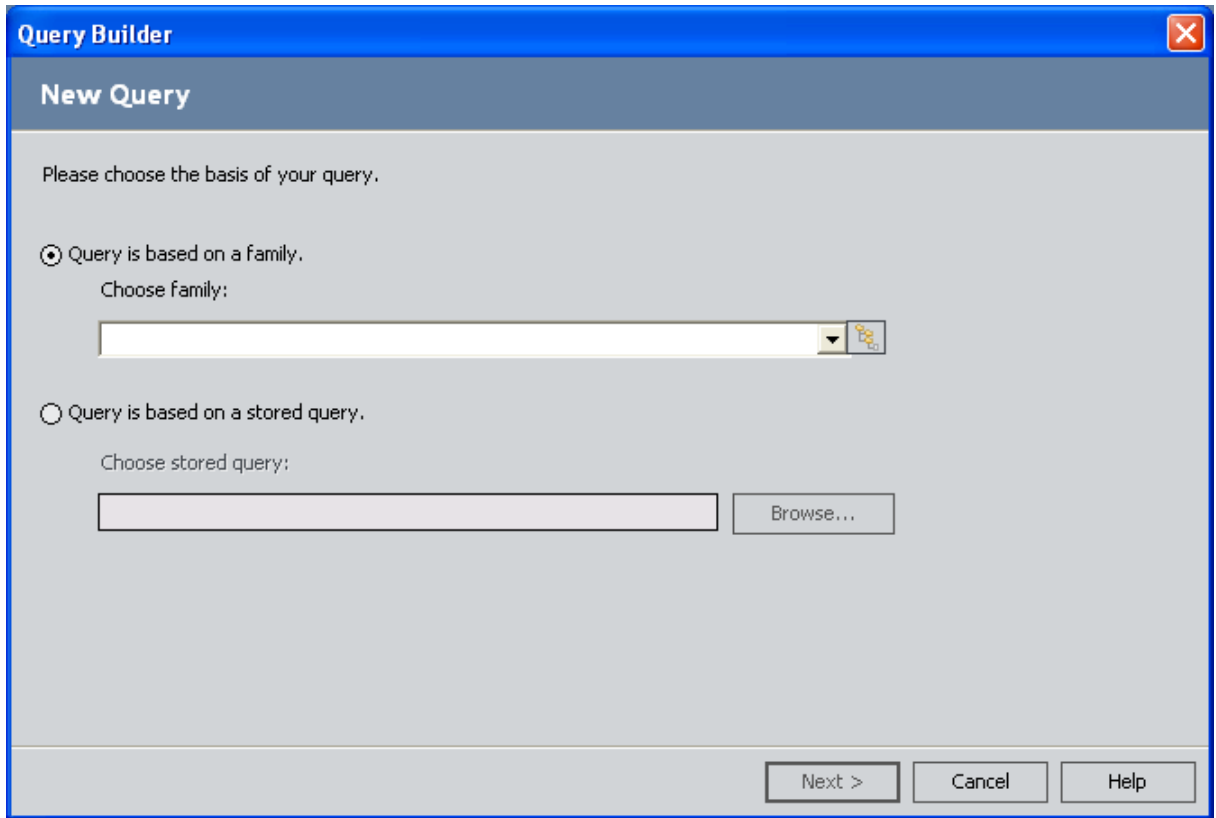 Query Builder
New Query
Please choose the basis of your query.
Query is based on a family.
Choose family:
Query is based on a stored query.
Choose stored query:
Browse...
Next >
Cancel
Help